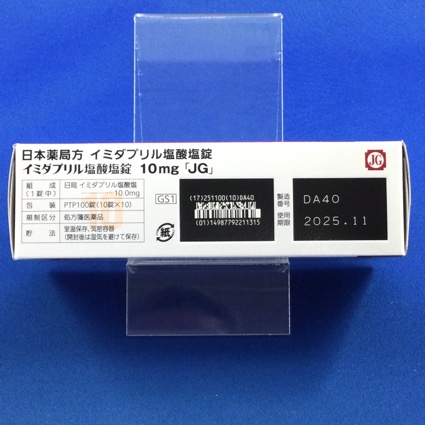 日本薬局方 イミダプリル塩酸塩錠
イミダプリル塩酸塩錠 10mg「JG」
JG
組成 日局 イミダプリル塩酸塩
(1錠中) 10.0mg
包装 PTP100錠(10錠×10)
規制区分 処方箋医薬品
貯法 室温保存、気密容器
(開封後は湿気を避けて保存)
GS1
紙
(17)251100(10)DA40
(01)14987792211315
製造番号 DA40
使用期限 2025.11